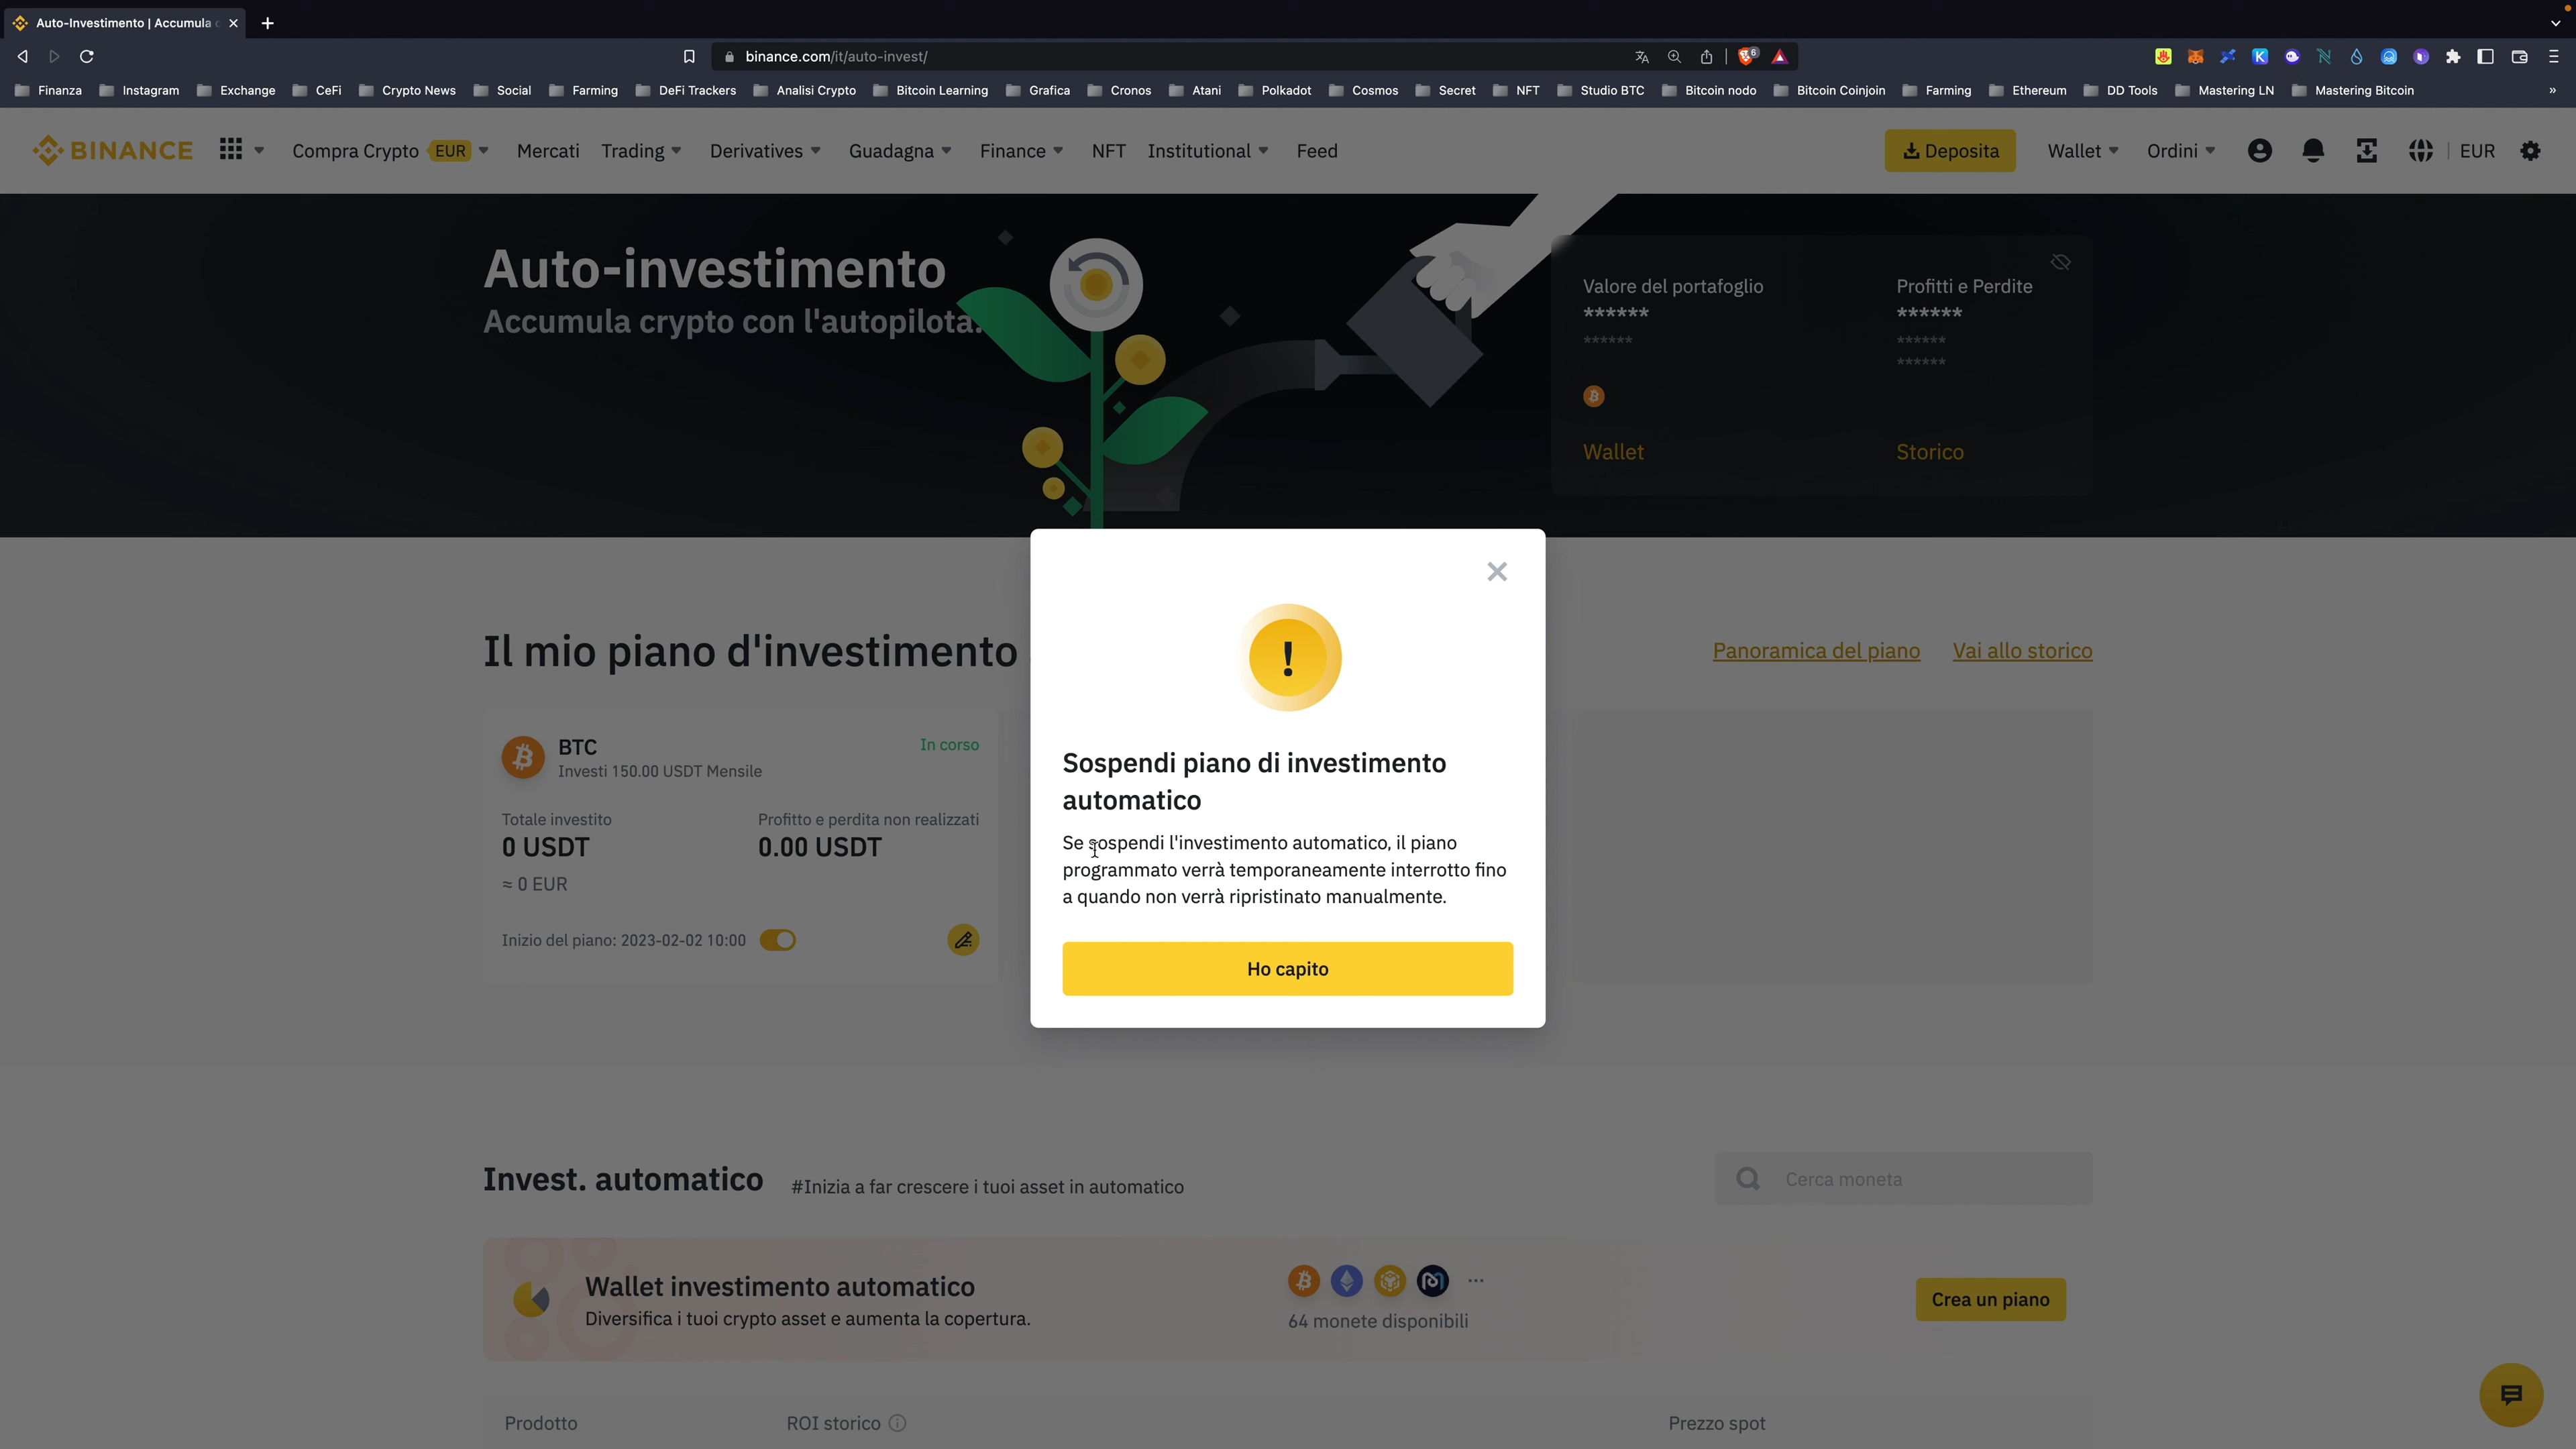 Auto-Investimento | Accumula c
binance.com/it/auto-invest/
6
Finanza Instagram Exchange CeFi Crypto News Social Farming DeFi Trackers Analisi Crypto Bitcoin Learning Grafica Cronos Atani Polkadot Cosmos Secret NFT Studio BTC Bitcoin nodo Bitcoin Coinjoin Farming Ethereum DD Tools Mastering LN Mastering Bitcoin »
BINANCE Compra Crypto EUR Mercati Trading Derivatives Guadagna Finance NFT Institutional Feed Deposita Wallet Ordini EUR
Auto-investimento
Accumula crypto con l'autopilota.
Valore del portafoglio Profitti e Perdite
****** ******
****** ******
******
Wallet Storico
Il mio piano d'investimento
Panoramica del piano Vai allo storico
BTC In corso
Investi 150.00 USDT Mensile
Totale investito Profitto e perdita non realizzati
0 USDT 0.00 USDT
≈ 0 EUR
Inizio del piano: 2023-02-02 10:00
!
Sospendi piano di investimento
automatico
Se sospendi l'investimento automatico, il piano
programmato verrà temporaneamente interrotto fino
a quando non verrà ripristinato manualmente.
Ho capito
Invest. automatico #Inizia a far crescere i tuoi asset in automatico Cerca moneta
Wallet investimento automatico
Diversifica i tuoi crypto asset e aumenta la copertura.
64 monete disponibili
Crea un piano
Prodotto ROI storico Prezzo spot